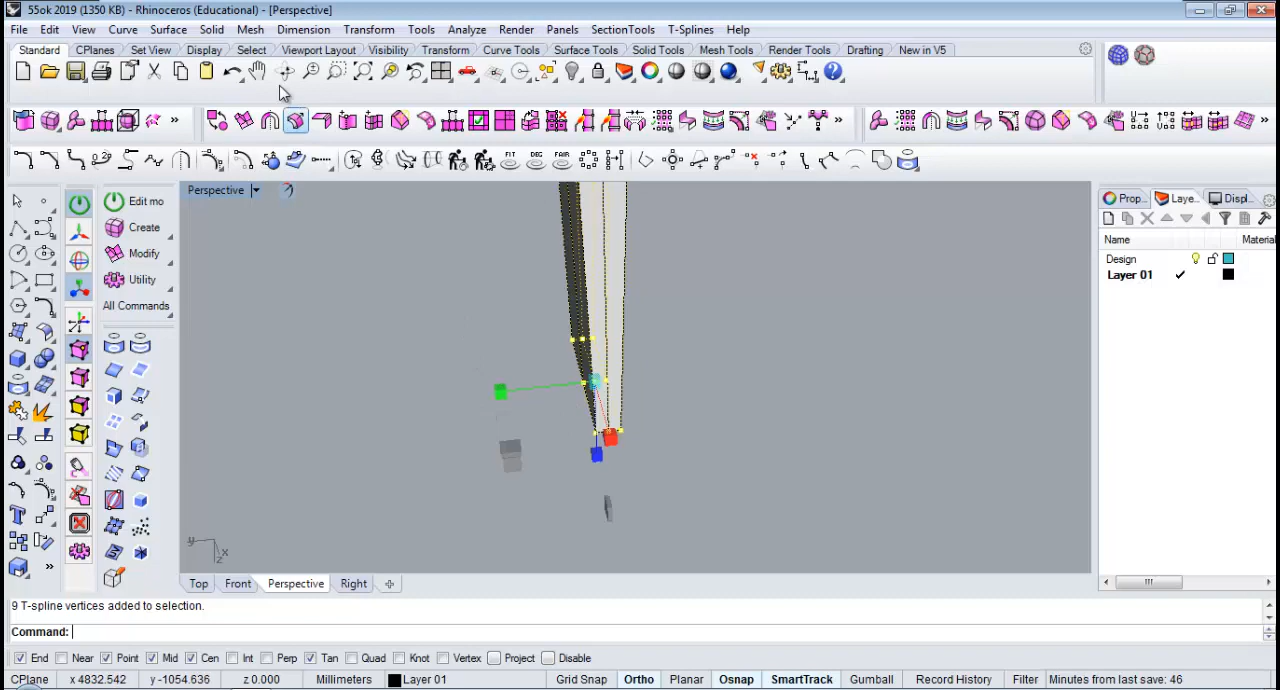 55ok 2019 (1350 KB) - Rhinoceros (Educational) - [Perspective]
File Edit View Curve Surface Solid Mesh Dimension Transform Tools Analyze Render Panels SectionTools T-Splines Help
Standard CPlanes Set View Display Select Viewport Layout Visibility Transform Curve Tools Surface Tools Solid Tools Mesh Tools Render Tools Drafting New in V5
FIT DEG FAIR
Perspective
Prop... Laye... Displ...
Edit mo
Create
Modify
Utility
All Commands
Name Material
Design
Layer 01
y x z
Top Front Perspective Right
9 T-spline vertices added to selection.
Command:
End Near Point Mid Cen Int Perp Tan Quad Knot Vertex Project Disable
CPlane x 4832.542 y -1054.636 z 0.000 Millimeters Layer 01 Grid Snap Ortho Planar Osnap SmartTrack Gumball Record History Filter Minutes from last save: 46